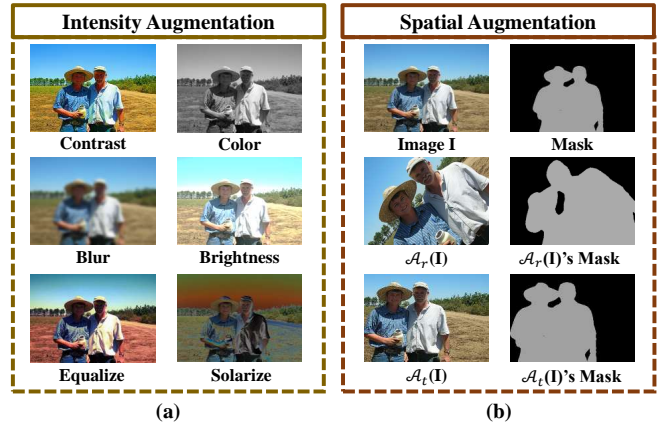 Intensity Augmentation
Contrast Color
Blur Brightness
Equalize Solarize
(a)
Spatial Augmentation
Image I Mask
𝒜ᵣ(I) 𝒜ᵣ(I)'s Mask
𝒜ₜ(I) 𝒜ₜ(I)'s Mask
(b)